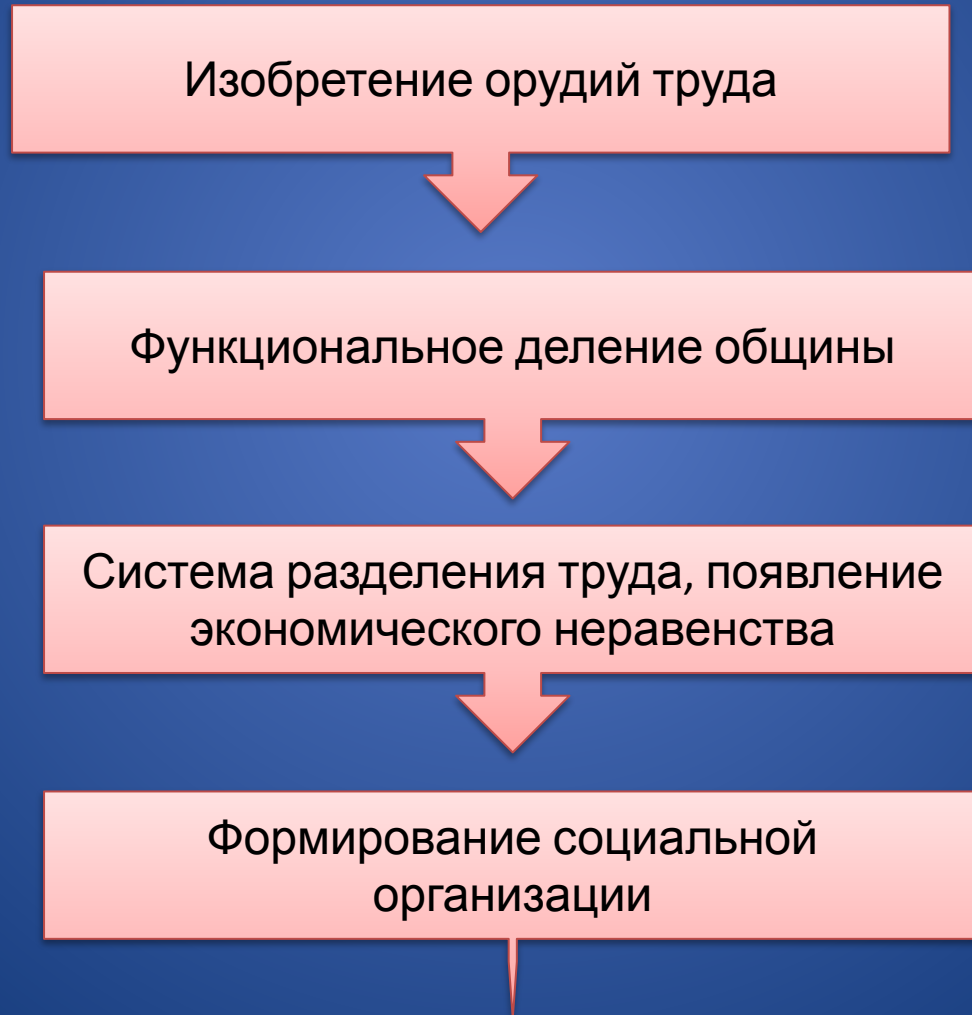 Изобретение орудий труда
Функциональное деление общины
Система разделения труда, появление
экономического неравенства
Формирование социальной
организации